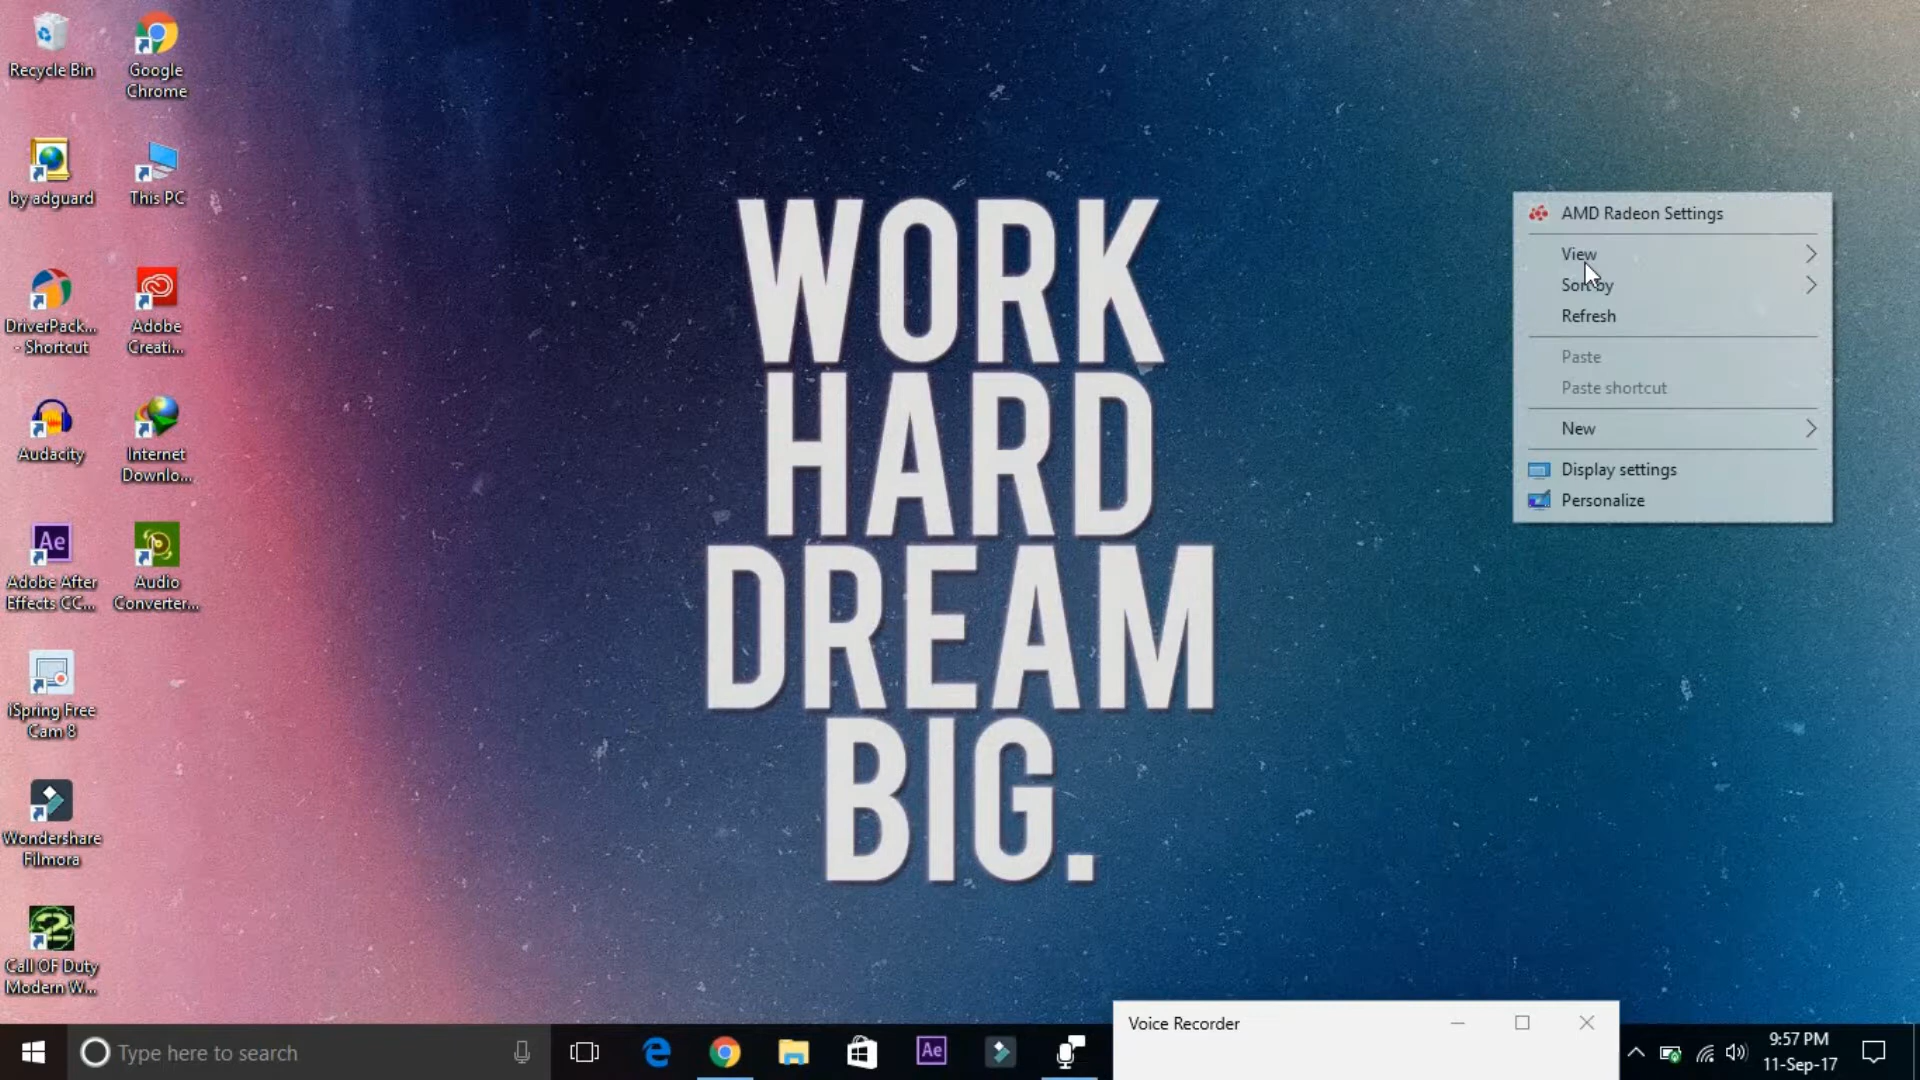 Recycle Bin
Google
Chrome
by adguard
This PC
DriverPack...
- Shortcut
Adobe
Creati...
Audacity
Internet
Downlo...
Ae
Adobe After
Effects CC...
Audio
Converter...
iSpring Free
Cam 8
Wondershare
Filmora
Call OF Duty
Modern W...
WORK
HARD
DREAM
BIG.
AMD Radeon Settings
View
Sort by
Refresh
Paste
Paste shortcut
New
Display settings
Personalize
Voice Recorder
Type here to search
Ae
9:57 PM
11-Sep-17